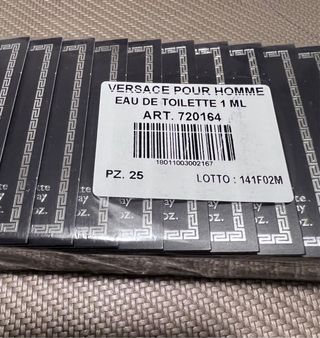 VERSACE POUR HOMME
EAU DE TOILETTE 1 ML
ART. 720164
18011003002167
PZ. 25
LOTTO : 141F02M